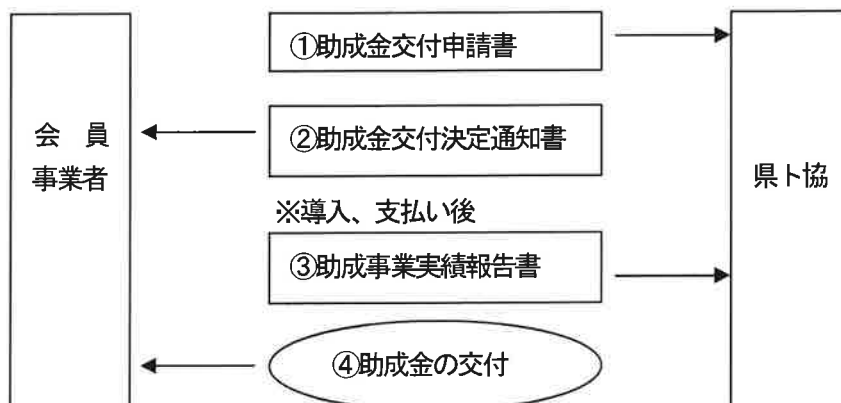 ①助成金交付申請書
会　員
事業者
②助成金交付決定通知書
県ト協
※導入、支払い後
③助成事業実績報告書
④助成金の交付